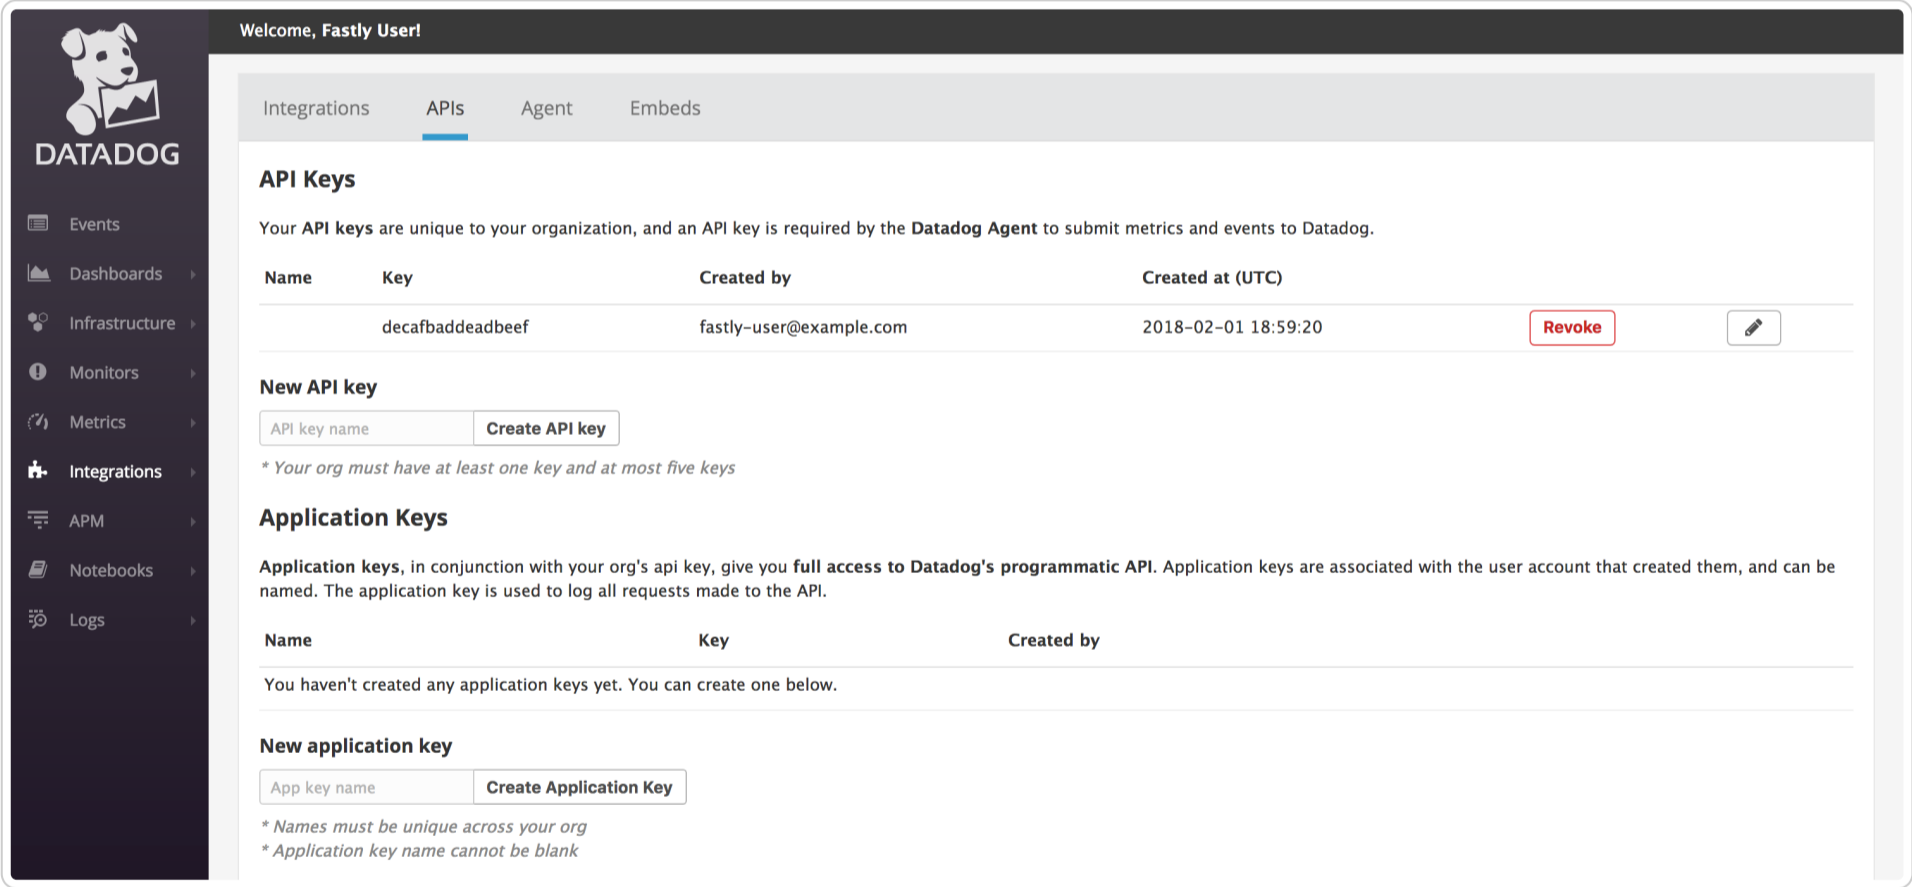 Welcome, Fastly User!
DATADOG
Events
Dashboards
Infrastructure
Monitors
Metrics
Integrations
APM
Notebooks
Logs
Integrations APIs Agent Embeds
API Keys
Your API keys are unique to your organization, and an API key is required by the Datadog Agent to submit metrics and events to Datadog.
Name Key Created by Created at (UTC)
decafbaddeadbeef fastly-user@example.com 2018-02-01 18:59:20 Revoke
New API key
API key name Create API key
* Your org must have at least one key and at most five keys
Application Keys
Application keys, in conjunction with your org's api key, give you full access to Datadog's programmatic API. Application keys are associated with the user account that created them, and can be
named. The application key is used to log all requests made to the API.
Name Key Created by
You haven't created any application keys yet. You can create one below.
New application key
App key name Create Application Key
* Names must be unique across your org
* Application key name cannot be blank